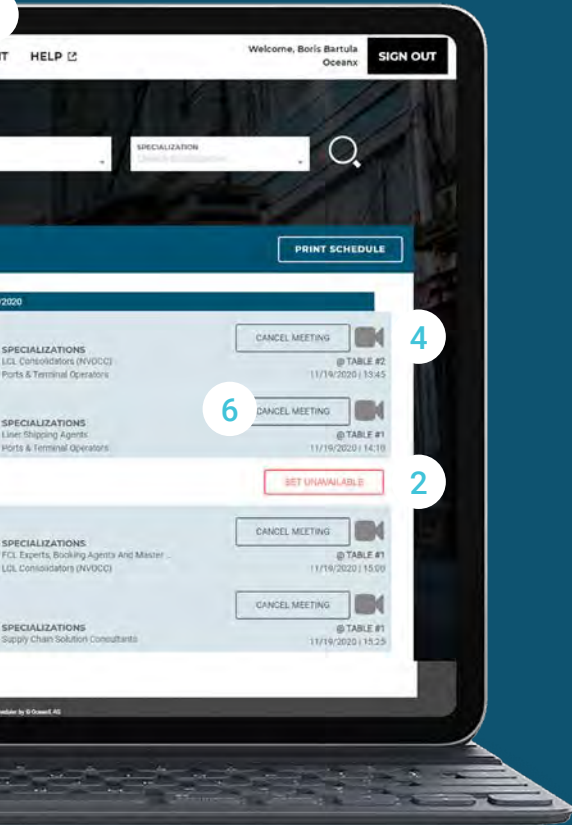 HELP
Welcome, Boris Bartula
Oceanx
SIGN OUT
SPECIALIZATION
PRINT SCHEDULE
/2020
CANCEL MEETING
4
SPECIALIZATIONS
LCL Consolidators (NVOCC)
Ports & Terminal Operators
@ TABLE #2
11/19/2020 | 13:45
6
CANCEL MEETING
SPECIALIZATIONS
Liner Shipping Agents
Ports & Terminal Operators
@ TABLE #1
11/19/2020 | 14:10
SET UNAVAILABLE
2
CANCEL MEETING
SPECIALIZATIONS
FCL Experts, Booking Agents And Master ...
LCL Consolidators (NVOCC)
@ TABLE #1
11/19/2020 | 15:00
CANCEL MEETING
SPECIALIZATIONS
Supply Chain Solution Consultants
@ TABLE #1
11/19/2020 | 15:25